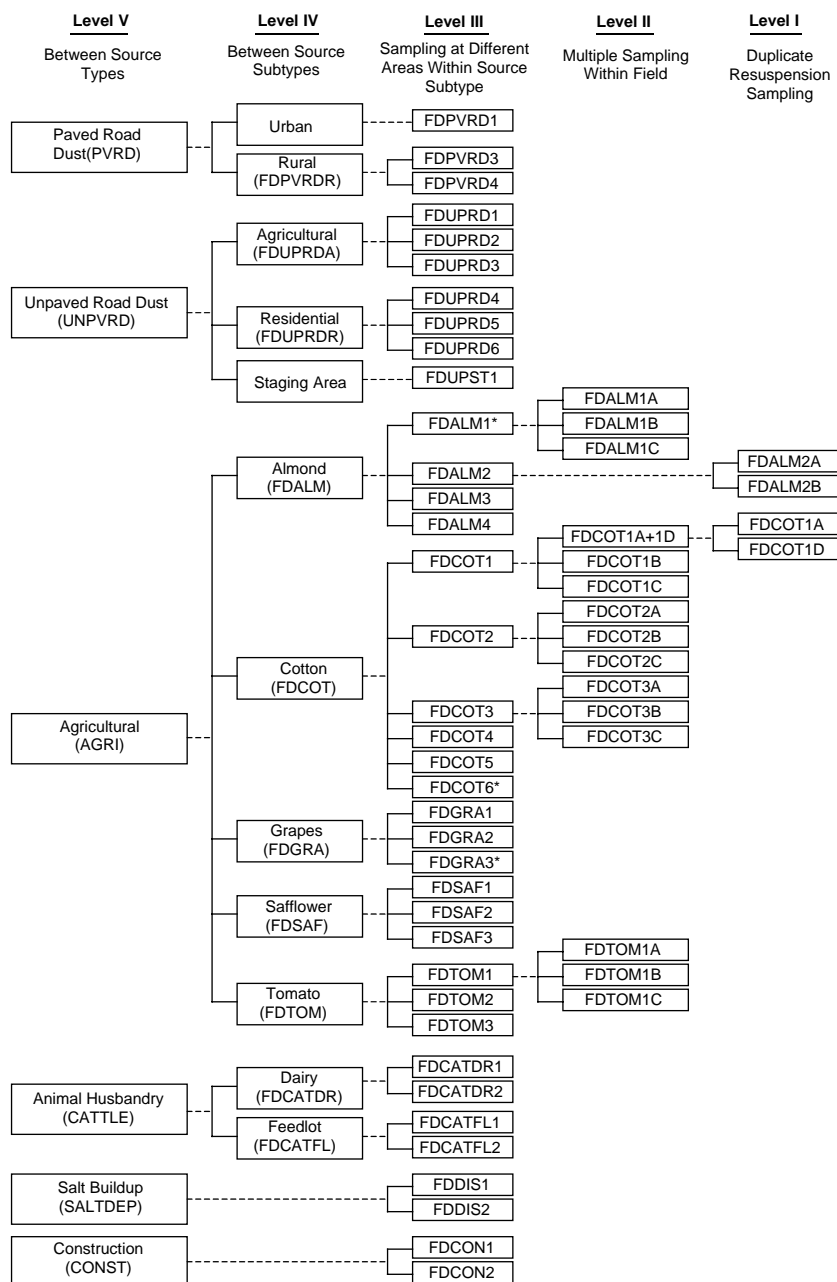 Level V
Level IV
Level III
Level II
Level I
Between Source
Types
Between Source
Subtypes
Sampling at Different
Areas Within Source
Subtype
Multiple Sampling
Within Field
Duplicate
Resuspension
Sampling
Paved Road
Dust(PVRD)
Urban
FDPVRD1
Rural
(FDPVRDR)
FDPVRD3
FDPVRD4
Unpaved Road Dust
(UNPVRD)
Agricultural
(FDUPRDA)
FDUPRD1
FDUPRD2
FDUPRD3
Residential
(FDUPRDR)
FDUPRD4
FDUPRD5
FDUPRD6
Staging Area
FDUPST1
Agricultural
(AGRI)
Almond
(FDALM)
FDALM1*
FDALM1A
FDALM1B
FDALM1C
FDALM2
FDALM2A
FDALM2B
FDALM3
FDALM4
Cotton
(FDCOT)
FDCOT1
FDCOT1A+1D
FDCOT1A
FDCOT1D
FDCOT1B
FDCOT1C
FDCOT2
FDCOT2A
FDCOT2B
FDCOT2C
FDCOT3
FDCOT3A
FDCOT3B
FDCOT3C
FDCOT4
FDCOT5
FDCOT6*
Grapes
(FDGRA)
FDGRA1
FDGRA2
FDGRA3*
Safflower
(FDSAF)
FDSAF1
FDSAF2
FDSAF3
Tomato
(FDTOM)
FDTOM1
FDTOM1A
FDTOM1B
FDTOM1C
FDTOM2
FDTOM3
Animal Husbandry
(CATTLE)
Dairy
(FDCATDR)
FDCATDR1
FDCATDR2
Feedlot
(FDCATFL)
FDCATFL1
FDCATFL2
Salt Buildup
(SALTDEP)
FDDIS1
FDDIS2
Construction
(CONST)
FDCON1
FDCON2